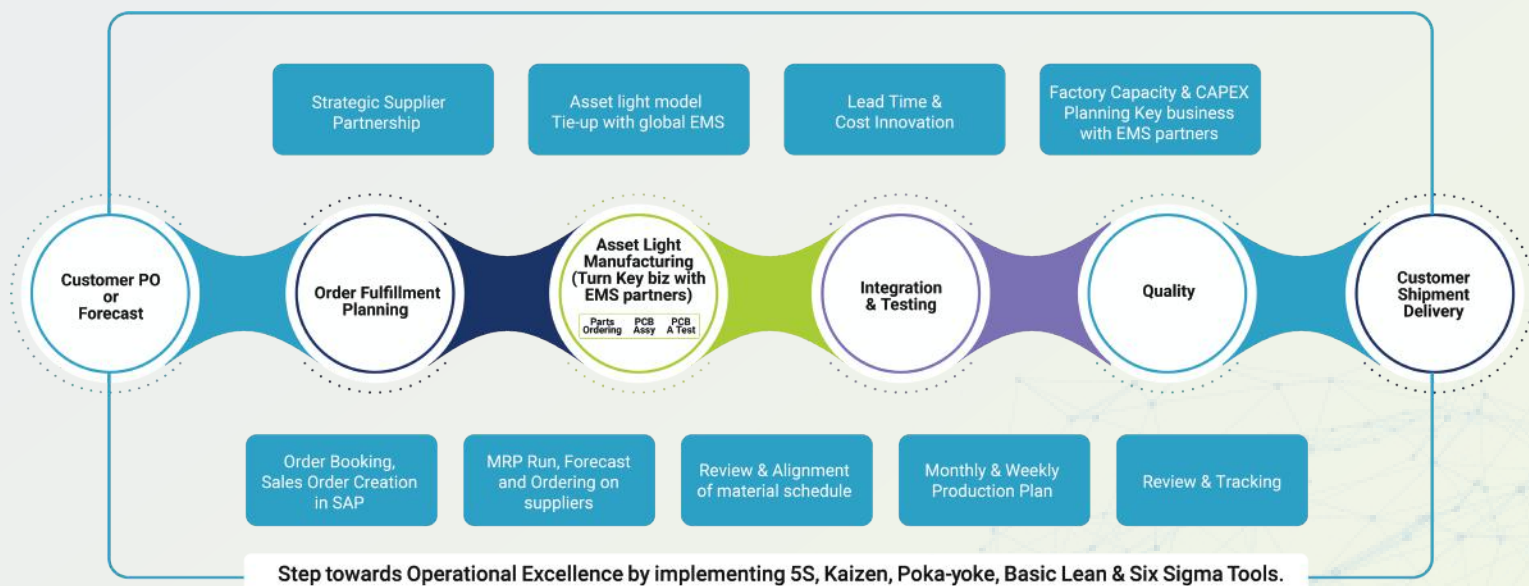 Strategic Supplier
Partnership
Asset light model
Tie-up with global EMS
Lead Time &
Cost Innovation
Factory Capacity & CAPEX
Planning Key business
with EMS partners
Customer PO
or
Forecast
Order Fulfillment
Planning
Asset Light
Manufacturing
(Turn Key biz with
EMS partners)
Parts
Ordering
PCB
Assy
PCB
A Test
Integration
& Testing
Quality
Customer
Shipment
Delivery
Order Booking,
Sales Order Creation
in SAP
MRP Run, Forecast
and Ordering on
suppliers
Review & Alignment
of material schedule
Monthly & Weekly
Production Plan
Review & Tracking
Step towards Operational Excellence by implementing 5S, Kaizen, Poka-yoke, Basic Lean & Six Sigma Tools.